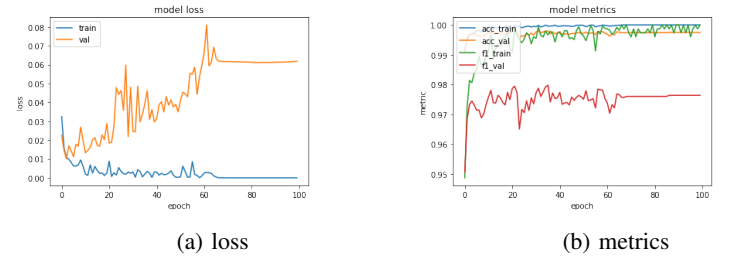 model loss
train
val
0.08
0.07
0.06
0.05
0.04
0.03
0.02
0.01
0.00
loss
0 20 40 60 80 100
epoch
(a) loss
model metrics
acc_train
acc_val
f1_train
f1_val
1.00
0.99
0.98
0.97
0.96
0.95
metric
0 20 40 60 80 100
epoch
(b) metrics